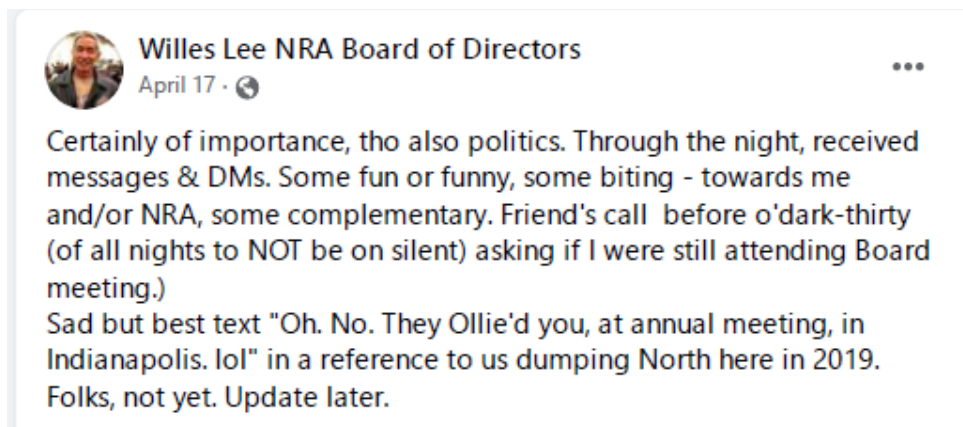 Willes Lee NRA Board of Directors
April 17 ·
Certainly of importance, tho also politics. Through the night, received
messages & DMs. Some fun or funny, some biting - towards me
and/or NRA, some complementary. Friend's call  before o'dark-thirty
(of all nights to NOT be on silent) asking if I were still attending Board
meeting.)
Sad but best text "Oh. No. They Ollie'd you, at annual meeting, in
Indianapolis. lol" in a reference to us dumping North here in 2019.
Folks, not yet. Update later.